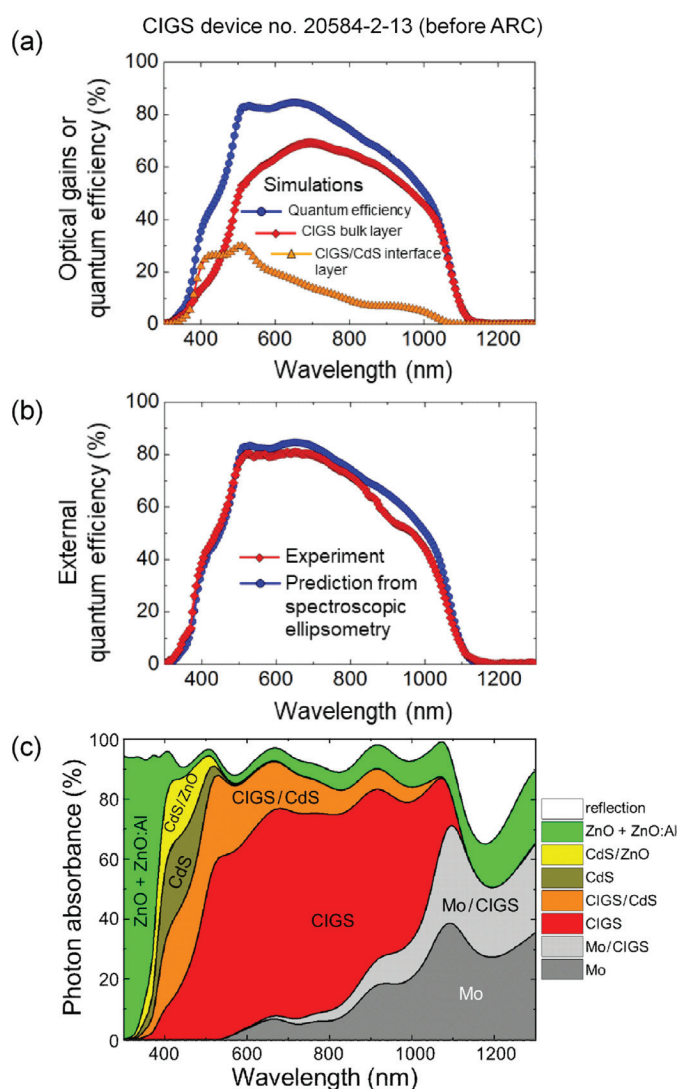 CIGS device no. 20584-2-13 (before ARC)
(a)
Optical gains or
quantum efficiency (%)
100
80
60
40
20
0
Simulations
Quantum efficiency
CIGS bulk layer
CIGS/CdS interface
layer
400 600 800 1000 1200
Wavelength (nm)
(b)
External
quantum efficiency (%)
100
80
60
40
20
0
Experiment
Prediction from
spectroscopic
ellipsometry
400 600 800 1000 1200
Wavelength (nm)
(c)
Photon absorbance (%)
100
80
60
40
20
0
ZnO + ZnO:Al
CdS/ZnO
CdS
CIGS/CdS
CIGS
Mo/CIGS
Mo
400 600 800 1000 1200
Wavelength (nm)
reflection
ZnO + ZnO:Al
CdS/ZnO
CdS
CIGS/CdS
CIGS
Mo/CIGS
Mo